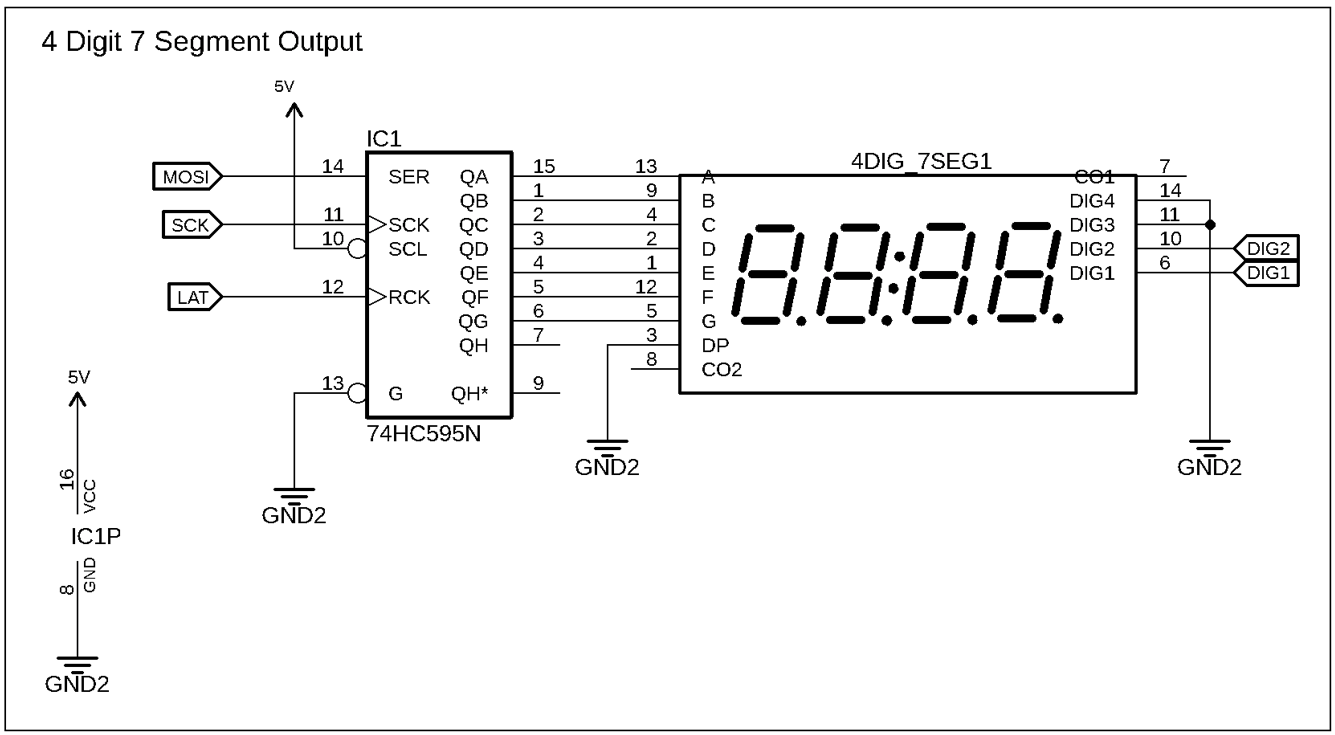 4 Digit 7 Segment Output
5V
IC1
4DIG_7SEG1
MOSI 14 SER QA 15 13 A CO1 7
QB 1 9 B DIG4 14
SCK 11 SCK QC 2 4 C DIG3 11
10 SCL QD 3 2 D DIG2 10 DIG2
QE 4 1 E DIG1 6 DIG1
LAT 12 RCK QF 5 12 F
QG 6 5 G
QH 7 3 DP
8 CO2
13 G QH* 9
74HC595N
GND2
GND2
GND2
5V
16 VCC
IC1P
8 GND
GND2